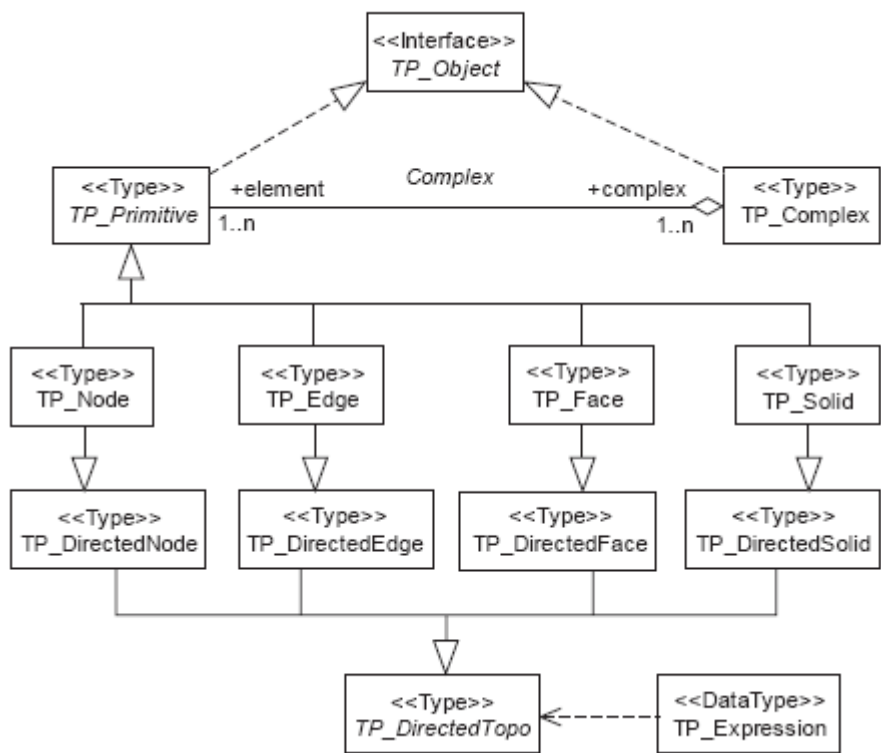 <<Interface>>
TP_Object
<<Type>>
TP_Primitive
+element
1..n
Complex
+complex
1..n
<<Type>>
TP_Complex
<<Type>>
TP_Node
<<Type>>
TP_Edge
<<Type>>
TP_Face
<<Type>>
TP_Solid
<<Type>>
TP_DirectedNode
<<Type>>
TP_DirectedEdge
<<Type>>
TP_DirectedFace
<<Type>>
TP_DirectedSolid
<<Type>>
TP_DirectedTopo
<<DataType>>
TP_Expression